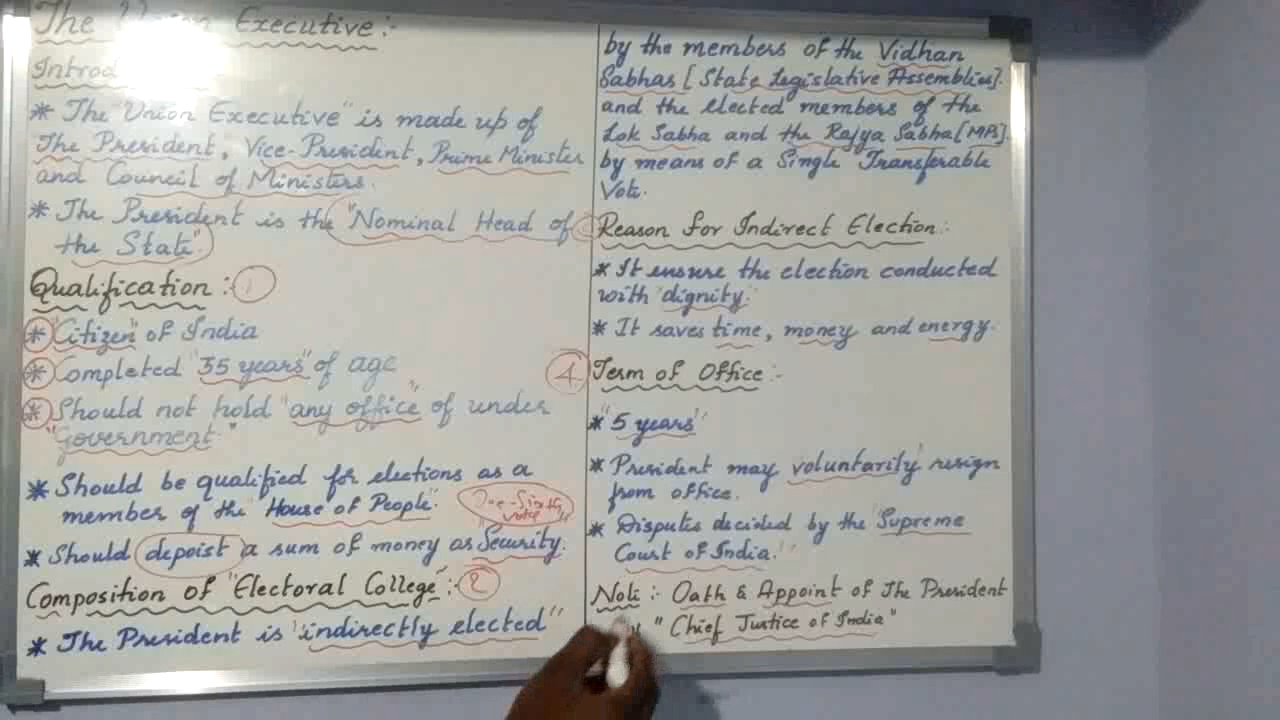 The Union Executive:-
Introd
* The "Union Executive" is made up of
The President, Vice-President, Prime Minister
and Council of Ministers.
* The President is the "Nominal Head of
the State".
Qualification :- 1
* "Citizen" of India
* Completed "35 years" of age
* Should not hold "any office" of under
"Government."
* Should be qualified for elections as a
member of the "House of People".
One-Sixth
vote
* Should depoist a sum of money as "Security.
Composition of "Electoral College":- 2
* The President is "indirectly elected"
by the members of the Vidhan
Sabhas [State Legislative Assemblies].
and the elected members of the
Lok Sabha and the Rajya Sabha [MPs].
by means of a Single Transferable
Vote.
Reason for Indirect Election:-
* It ensure the election conducted
with "dignity."
* It saves time, money and energy.
4 Term of Office :-
* "5 years"
* President may voluntarily resign
from office.
* Disputes decided by the "Supreme
Court of India."
Note :- Oath & Appoint of The President
"Chief Justice of India"